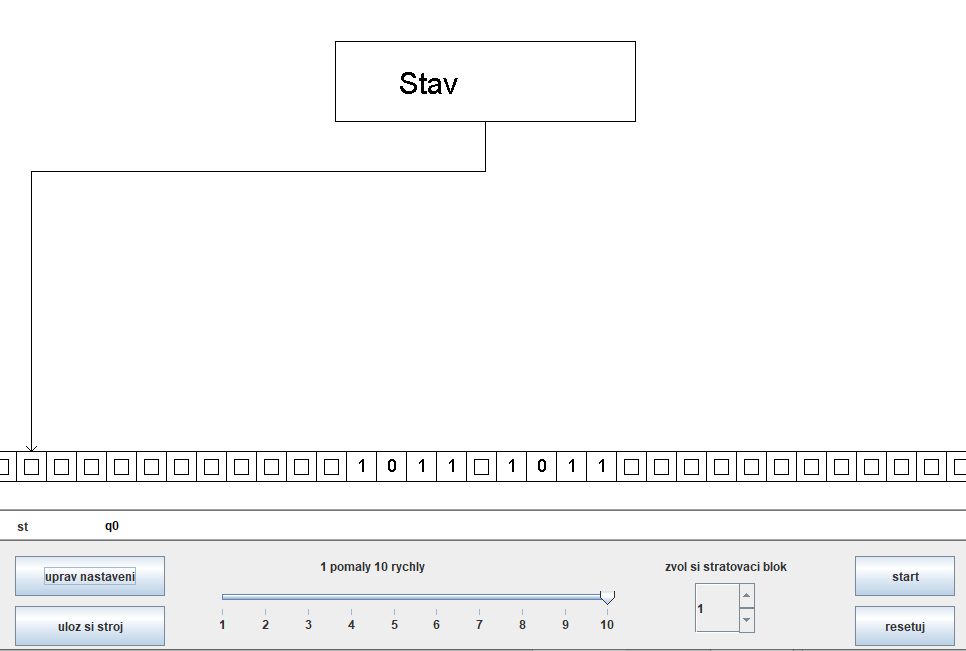 Stav
1 0 1 1 1 0 1 1
st q0
uprav nastaveni
1 pomaly 10 rychly
zvol si stratovaci blok
start
1
uloz si stroj
1 2 3 4 5 6 7 8 9 10
resetuj